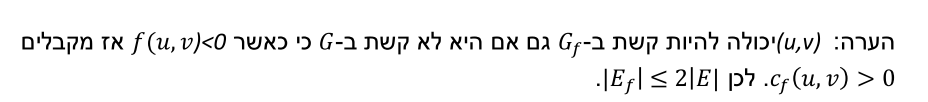 הערה: (u,v)יכולה להיות קשת ב-G_f גם אם היא לא קשת ב-G כי כאשר f(u,v)<0 אז מקבלים
c_f(u,v) > 0. לכן |E_f| ≤ 2|E|.